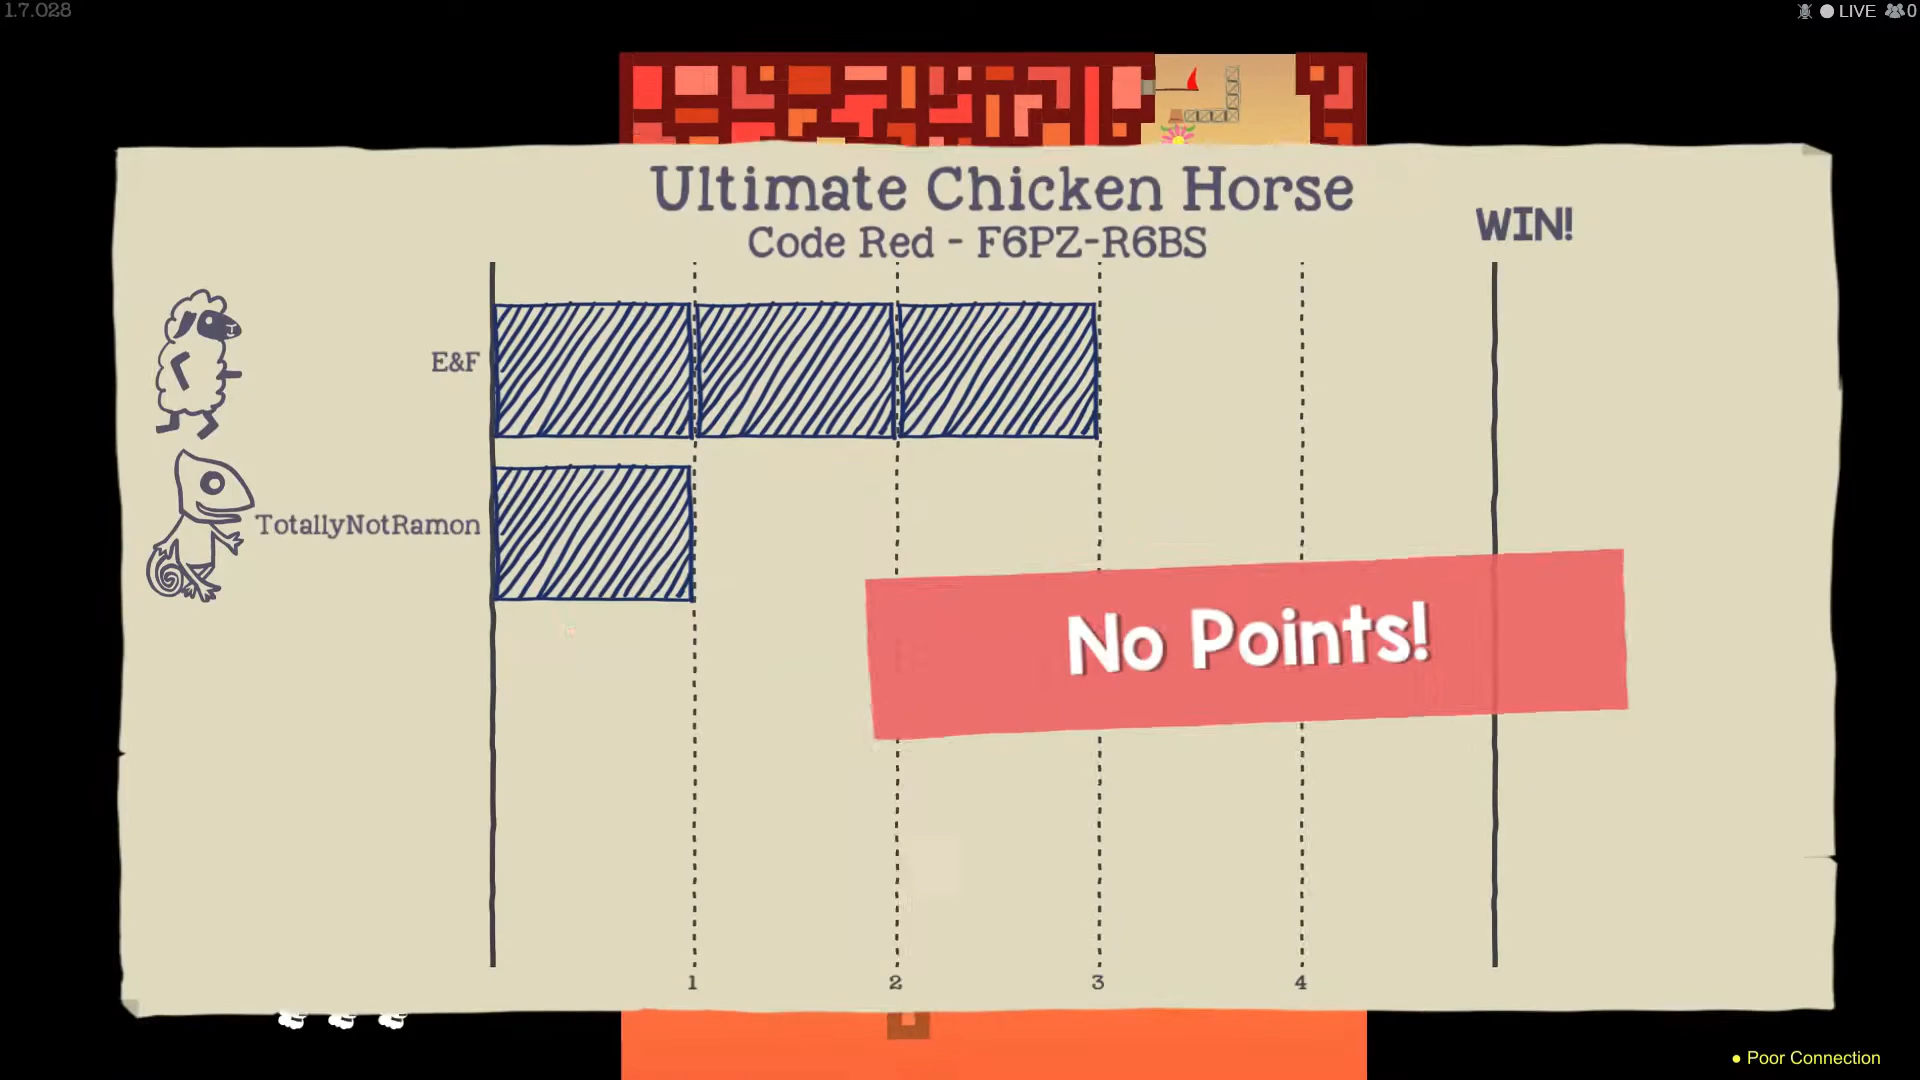 1.7.028
LIVE 0
Ultimate Chicken Horse
Code Red - F6PZ-R6BS
WIN!
E&F
TotallyNotRamon
No Points!
1 2 3 4
Poor Connection